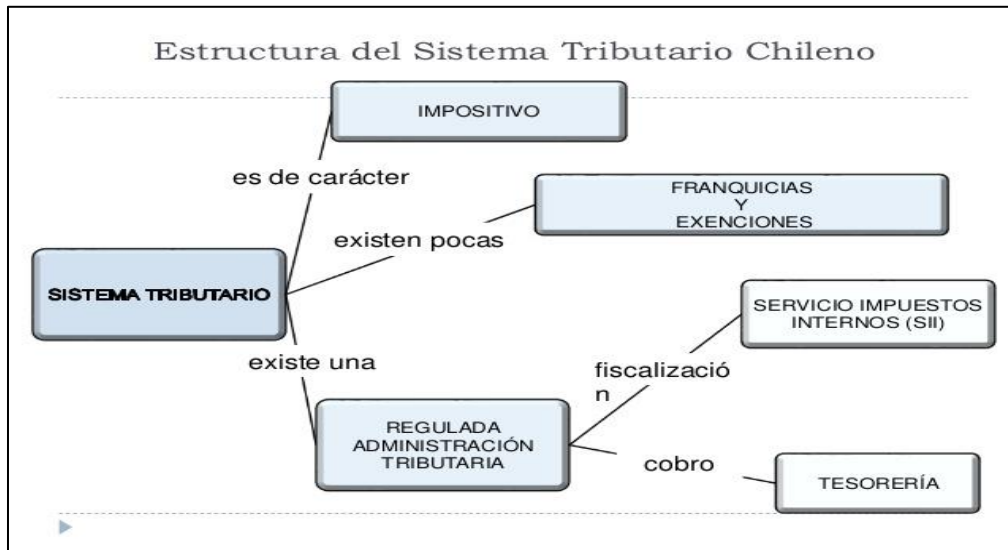 Estructura del Sistema Tributario Chileno
IMPOSITIVO
es de carácter
FRANQUICIAS
Y
EXENCIONES
existen pocas
SISTEMA TRIBUTARIO
SERVICIO IMPUESTOS
INTERNOS (SII)
existe una
fiscalizació
n
REGULADA
ADMINISTRACIÓN
TRIBUTARIA
cobro
TESORERÍA